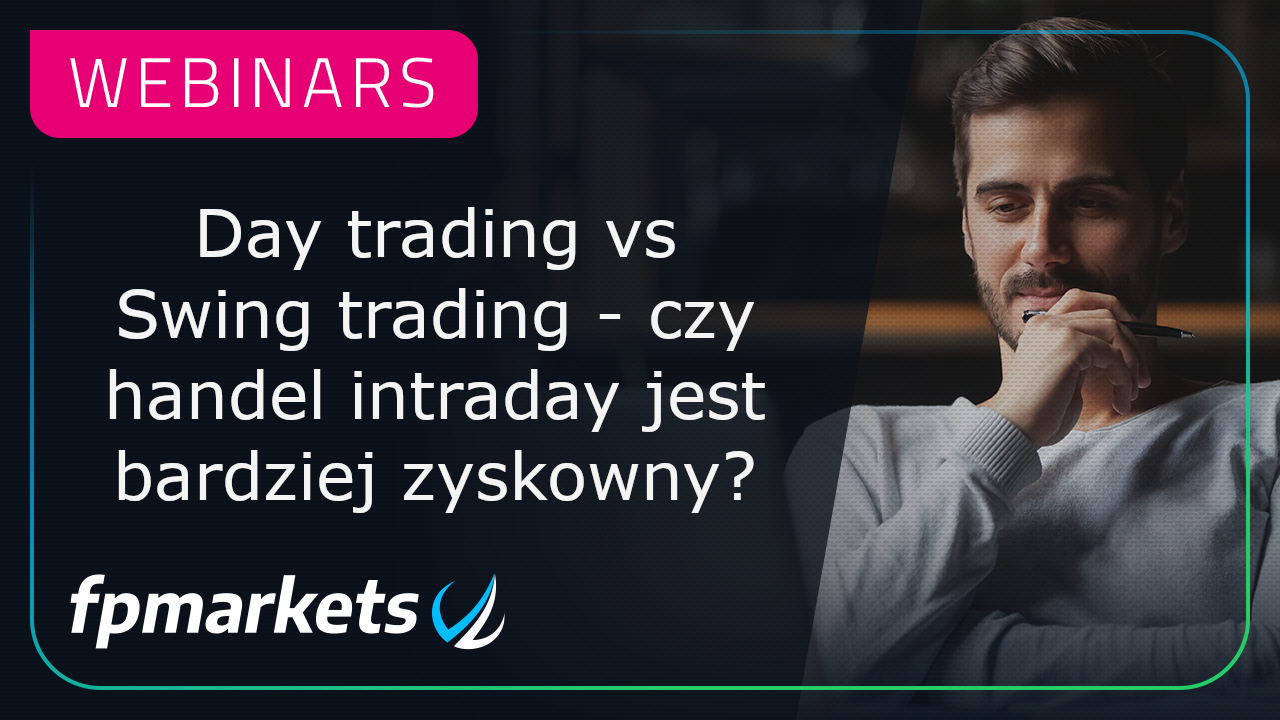 WEBINARS
Day trading vs
Swing trading - czy
handel intraday jest
bardziej zyskowny?
fpmarkets